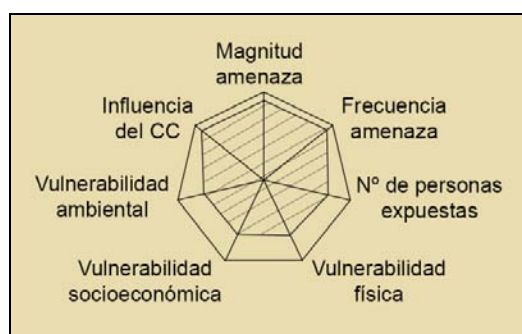 Magnitud
amenaza
Influencia
del CC
Frecuencia
amenaza
Vulnerabilidad
ambiental
Nº de personas
expuestas
Vulnerabilidad
socioeconómica
Vulnerabilidad
física